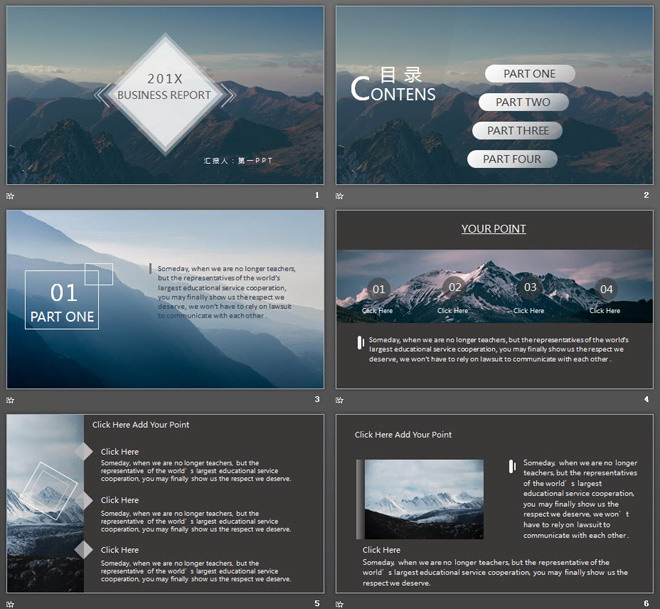 201X
BUSINESS REPORT
汇报人：第一PPT
1
目录
CONTENS
PART ONE
PART TWO
PART THREE
PART FOUR
2
01
PART ONE
Someday, when we are no longer teachers,
but the representatives of the world's
largest educational service cooperation,
you may finally show us the respect we
deserve, we won't have to rely on lawsuit
to communicate with each other .
3
YOUR POINT
01
02
03
04
Click Here
Click Here
Click Here
Click Here
Someday, when we are no longer teachers, but the representatives of the world's
largest educational service cooperation, you may finally show us the respect we
deserve, we won't have to rely on lawsuit to communicate with each other .
4
Click Here Add Your Point
Click Here
Someday, when we are no longer teachers, but the
representative of the world’s largest educational service
cooperation, you may finally show us the respect we deserve.
Click Here
Someday, when we are no longer teachers, but the
representative of the world’s largest educational service
cooperation, you may finally show us the respect we deserve.
Click Here
Someday, when we are no longer teachers, but the
representative of the world’s largest educational service
cooperation, you may finally show us the respect we deserve.
5
Click Here Add Your Point
Someday, when we are no longer
teachers, but the representatives
of the world’s largest
educational service cooperation,
you may finally show us the
respect we deserve, we won’t
have to rely on lawsuit to
communicate with each other .
Click Here
Someday, when we are no longer teachers, but the representative of the
world’s largest educational service cooperation, you may finally show us the
respect we deserve.
6